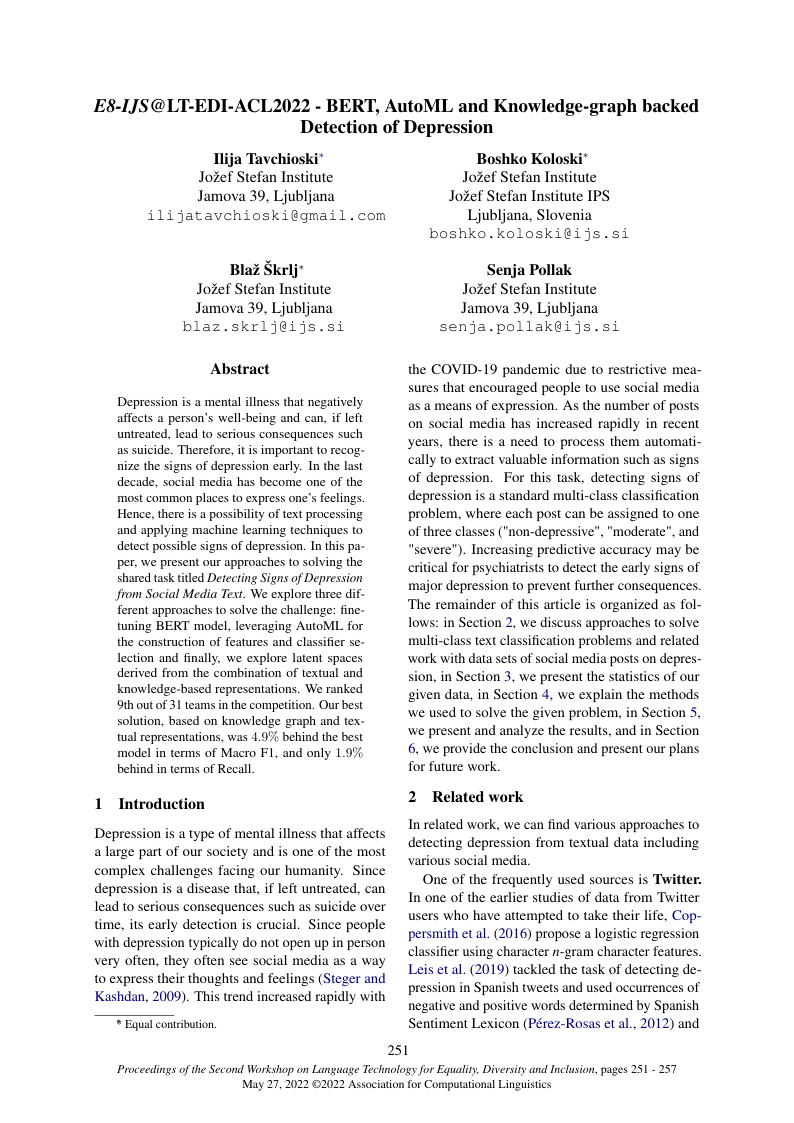 E8-IJS@LT-EDI-ACL2022 - BERT, AutoML and Knowledge-graph backed
Detection of Depression
Ilija Tavchioski*
Jožef Stefan Institute
Jamova 39, Ljubljana
ilijatavchioski@gmail.com
Boshko Koloski*
Jožef Stefan Institute
Jožef Stefan Institute IPS
Ljubljana, Slovenia
boshko.koloski@ijs.si
Blaž Škrlj*
Jožef Stefan Institute
Jamova 39, Ljubljana
blaz.skrlj@ijs.si
Senja Pollak
Jožef Stefan Institute
Jamova 39, Ljubljana
senja.pollak@ijs.si
Abstract
Depression is a mental illness that negatively
affects a person's well-being and can, if left
untreated, lead to serious consequences such
as suicide. Therefore, it is important to recog-
nize the signs of depression early. In the last
decade, social media has become one of the
most common places to express one's feelings.
Hence, there is a possibility of text processing
and applying machine learning techniques to
detect possible signs of depression. In this pa-
per, we present our approaches to solving the
shared task titled Detecting Signs of Depression
from Social Media Text. We explore three dif-
ferent approaches to solve the challenge: fine-
tuning BERT model, leveraging AutoML for
the construction of features and classifier se-
lection and finally, we explore latent spaces
derived from the combination of textual and
knowledge-based representations. We ranked
9th out of 31 teams in the competition. Our best
solution, based on knowledge graph and tex-
tual representations, was 4.9% behind the best
model in terms of Macro F1, and only 1.9%
behind in terms of Recall.
1 Introduction
Depression is a type of mental illness that affects
a large part of our society and is one of the most
complex challenges facing our humanity. Since
depression is a disease that, if left untreated, can
lead to serious consequences such as suicide over
time, its early detection is crucial. Since people
with depression typically do not open up in person
very often, they often see social media as a way
to express their thoughts and feelings (Steger and
Kashdan, 2009). This trend increased rapidly with
* Equal contribution.
the COVID-19 pandemic due to restrictive mea-
sures that encouraged people to use social media
as a means of expression. As the number of posts
on social media has increased rapidly in recent
years, there is a need to process them automati-
cally to extract valuable information such as signs
of depression. For this task, detecting signs of
depression is a standard multi-class classification
problem, where each post can be assigned to one
of three classes ("non-depressive", "moderate", and
"severe"). Increasing predictive accuracy may be
critical for psychiatrists to detect the early signs of
major depression to prevent further consequences.
The remainder of this article is organized as fol-
lows: in Section 2, we discuss approaches to solve
multi-class text classification problems and related
work with data sets of social media posts on depres-
sion, in Section 3, we present the statistics of our
given data, in Section 4, we explain the methods
we used to solve the given problem, in Section 5,
we present and analyze the results, and in Section
6, we provide the conclusion and present our plans
for future work.
2 Related work
In related work, we can find various approaches to
detecting depression from textual data including
various social media.
One of the frequently used sources is Twitter.
In one of the earlier studies of data from Twitter
users who have attempted to take their life, Cop-
persmith et al. (2016) propose a logistic regression
classifier using character n-gram character features.
Leis et al. (2019) tackled the task of detecting de-
pression in Spanish tweets and used occurrences of
negative and positive words determined by Spanish
Sentiment Lexicon (Pérez-Rosas et al., 2012) and
251
Proceedings of the Second Workshop on Language Technology for Equality, Diversity and Inclusion, pages 251 - 257
May 27, 2022 ©2022 Association for Computational Linguistics